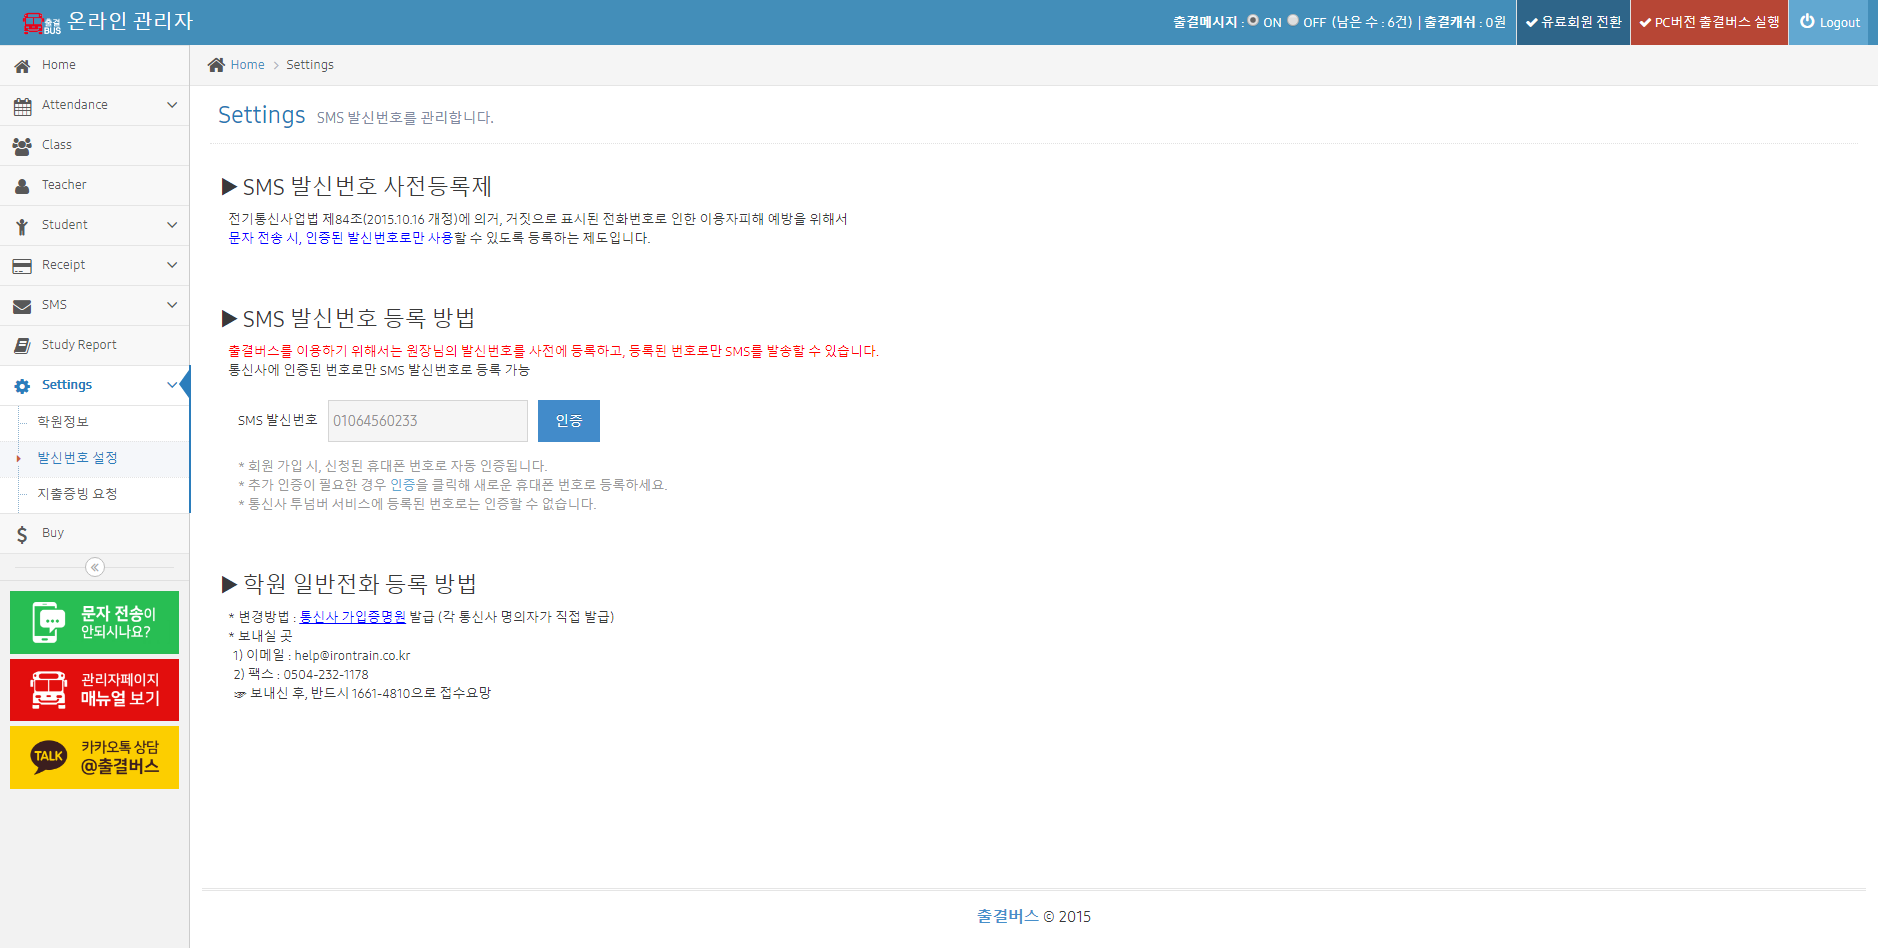 출결 BUS 온라인 관리자
출결메시지 : ON OFF (남은 수 : 6건) | 출결캐쉬 : 0원
유료회원 전환
PC버전 출결버스 실행
Logout
Home
Attendance
Class
Teacher
Student
Receipt
SMS
Study Report
Settings
학원정보
발신번호 설정
지출증빙 요청
Buy
문자 전송이
안되시나요?
관리자페이지
매뉴얼 보기
TALK
카카오톡 상담
@출결버스
Home > Settings
Settings SMS 발신번호를 관리합니다.
▶ SMS 발신번호 사전등록제
전기통신사업법 제84조(2015.10.16 개정)에 의거, 거짓으로 표시된 전화번호로 인한 이용자피해 예방을 위해서
문자 전송 시, 인증된 발신번호로만 사용할 수 있도록 등록하는 제도입니다.
▶ SMS 발신번호 등록 방법
출결버스를 이용하기 위해서는 원장님의 발신번호를 사전에 등록하고, 등록된 번호로만 SMS를 발송할 수 있습니다.
통신사에 인증된 번호로만 SMS 발신번호로 등록 가능
SMS 발신번호 01064560233 인증
* 회원 가입 시, 신청된 휴대폰 번호로 자동 인증됩니다.
* 추가 인증이 필요한 경우 인증을 클릭해 새로운 휴대폰 번호로 등록하세요.
* 통신사 투넘버 서비스에 등록된 번호로는 인증할 수 없습니다.
▶ 학원 일반전화 등록 방법
* 변경방법 : 통신사 가입증명원 발급 (각 통신사 명의자가 직접 발급)
* 보내실 곳
1) 이메일 : help@irontrain.co.kr
2) 팩스 : 0504-232-1178
☞ 보내신 후, 반드시 1661-4810으로 접수요망
출결버스 © 2015